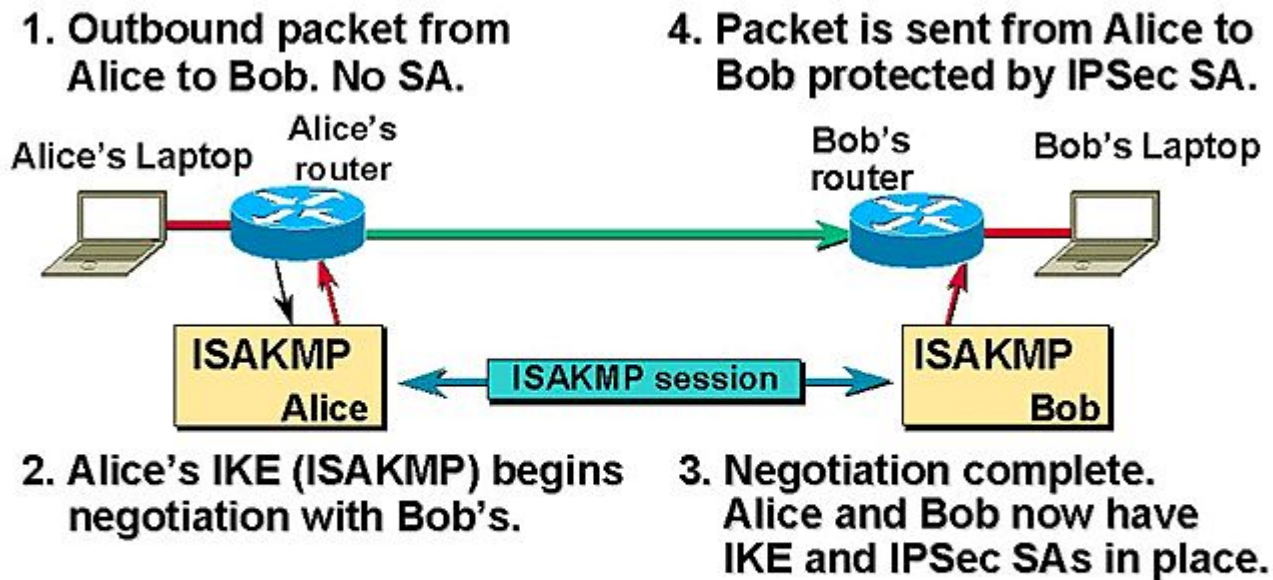 1. Outbound packet from
Alice to Bob. No SA.
4. Packet is sent from Alice to
Bob protected by IPSec SA.
Alice's Laptop
Alice's
router
Bob's
router
Bob's Laptop
ISAKMP
Alice
ISAKMP session
ISAKMP
Bob
2. Alice's IKE (ISAKMP) begins
negotiation with Bob's.
3. Negotiation complete.
Alice and Bob now have
IKE and IPSec SAs in place.